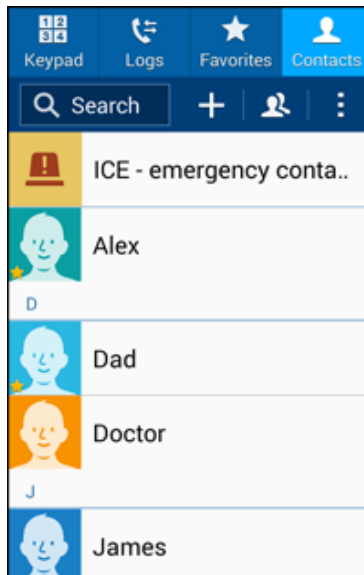 1 2
3 4
Keypad
Logs
Favorites
Contacts
Search
ICE - emergency conta..
Alex
D
Dad
Doctor
J
James